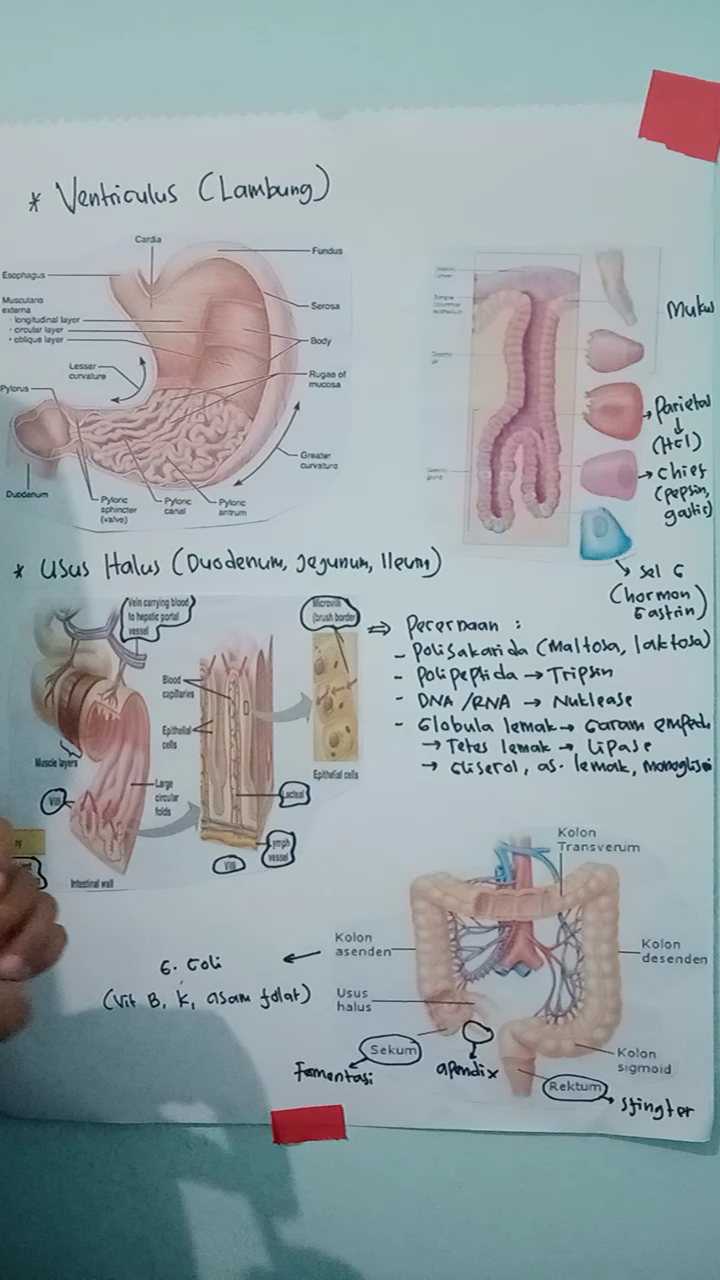 * Ventriculus (Lambung)
Cardia
Fundus
Esophagus
Muscularis
externa
• longitudinal layer
• circular layer
• oblique layer
Serosa
Body
Lesser
curvature
Rugae of
mucosa
Pylorus
Greater
curvature
Duodenum
Pyloric
sphincter
(valve)
Pyloric
canal
Pyloric
antrum
Muku
→ parietal
↓
(HCl)
→ chief
(pepsin,
gastic)
↘ sel G
(hormon
Gastrin)
* Usus Halus (Duodenum, Jejunum, Ileum)
Vein carrying blood
to hepatic portal
vessel
Microvilli
(brush border)
Blood
capillaries
Epithelial
cells
Muscle layers
Villi
Large
circular
folds
Epithelial cells
Lacteal
Lymph
vessel
Villi
Intestinal wall
⇒ Percernaan :
- Polisakarida (Maltosa, laktosa)
- Polipeptida → Tripsin
- DNA / RNA → Nuklease
- Globula lemak → Garam empedu
→ Tetes lemak → Lipase
→ Gliserol, as. lemak, monoglise
Kolon
Transverum
Kolon
asenden
Kolon
desenden
E. Coli
(Vit B, K, asam folat)
Usus
halus
Sekum
Fermentasi
apendix
Kolon
sigmoid
Rektum
→ Sfingter